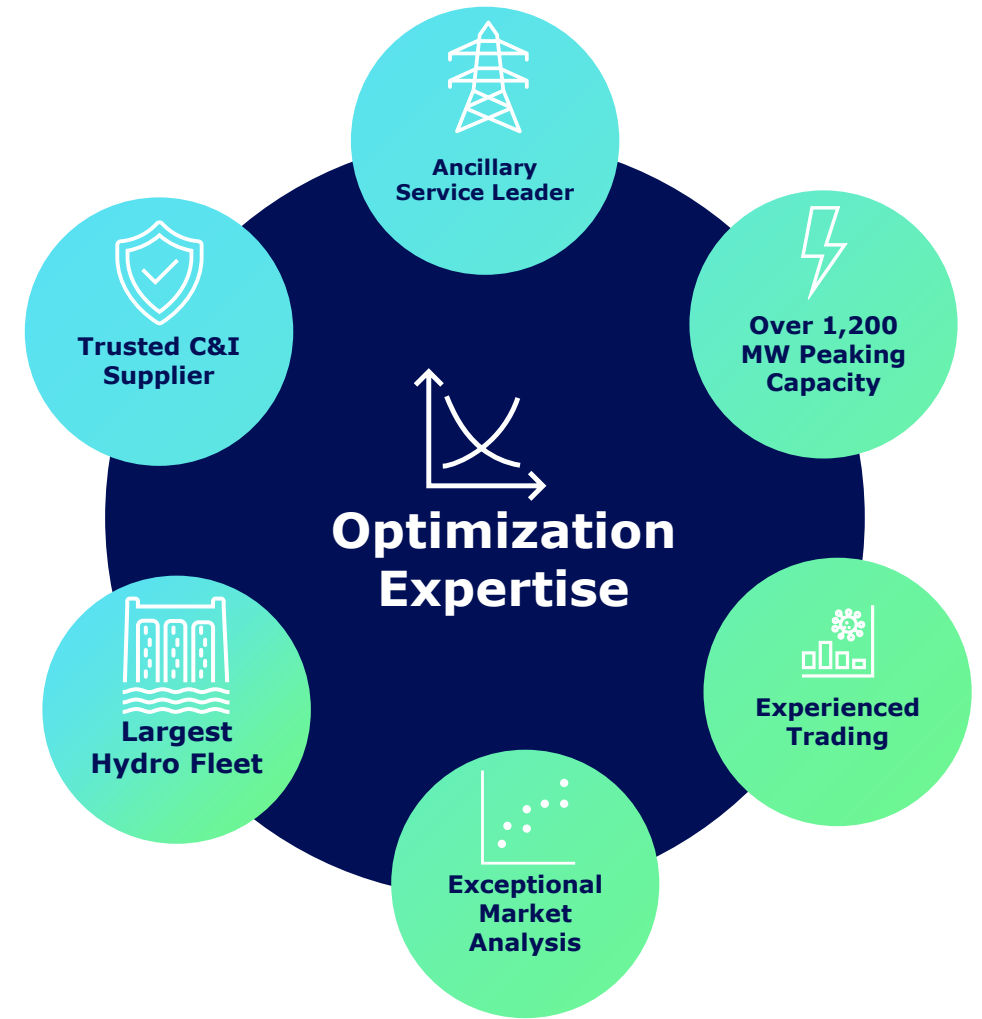 Ancillary
Service Leader
Trusted C&I
Supplier
Over 1,200
MW Peaking
Capacity
Optimization
Expertise
Largest
Hydro Fleet
Experienced
Trading
Exceptional
Market
Analysis